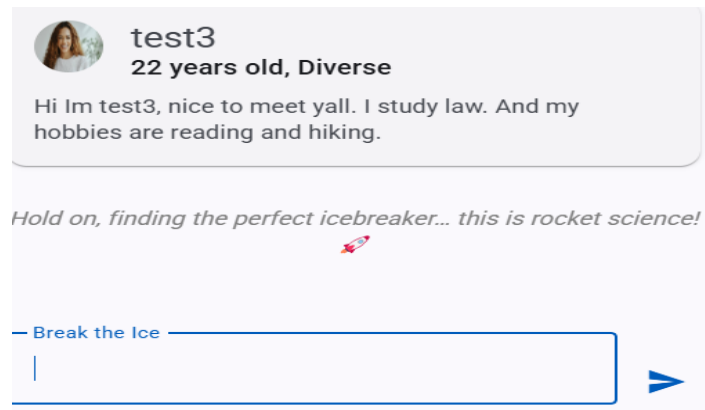 test3
22 years old, Diverse
Hi Im test3, nice to meet yall. I study law. And my
hobbies are reading and hiking.
Hold on, finding the perfect icebreaker... this is rocket science!
🚀
Break the Ice